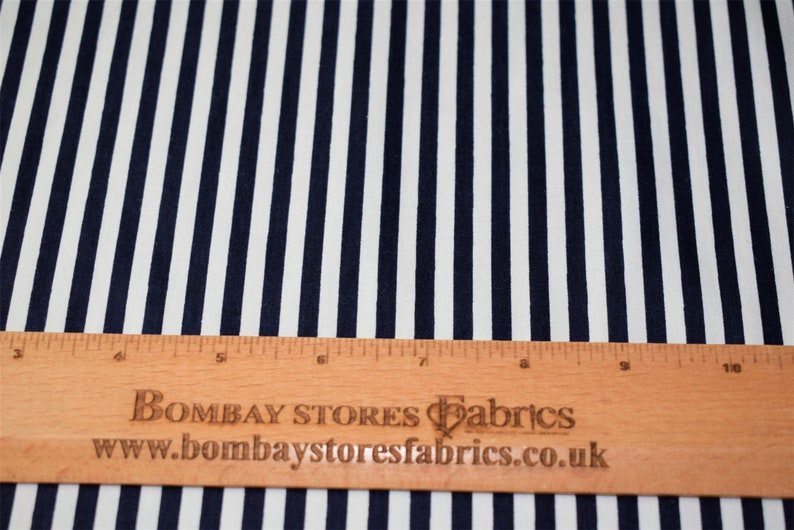 3 4 5 6 7 8 9 10
BOMBAY STORES Fabrics
www.bombaystoresfabrics.co.uk